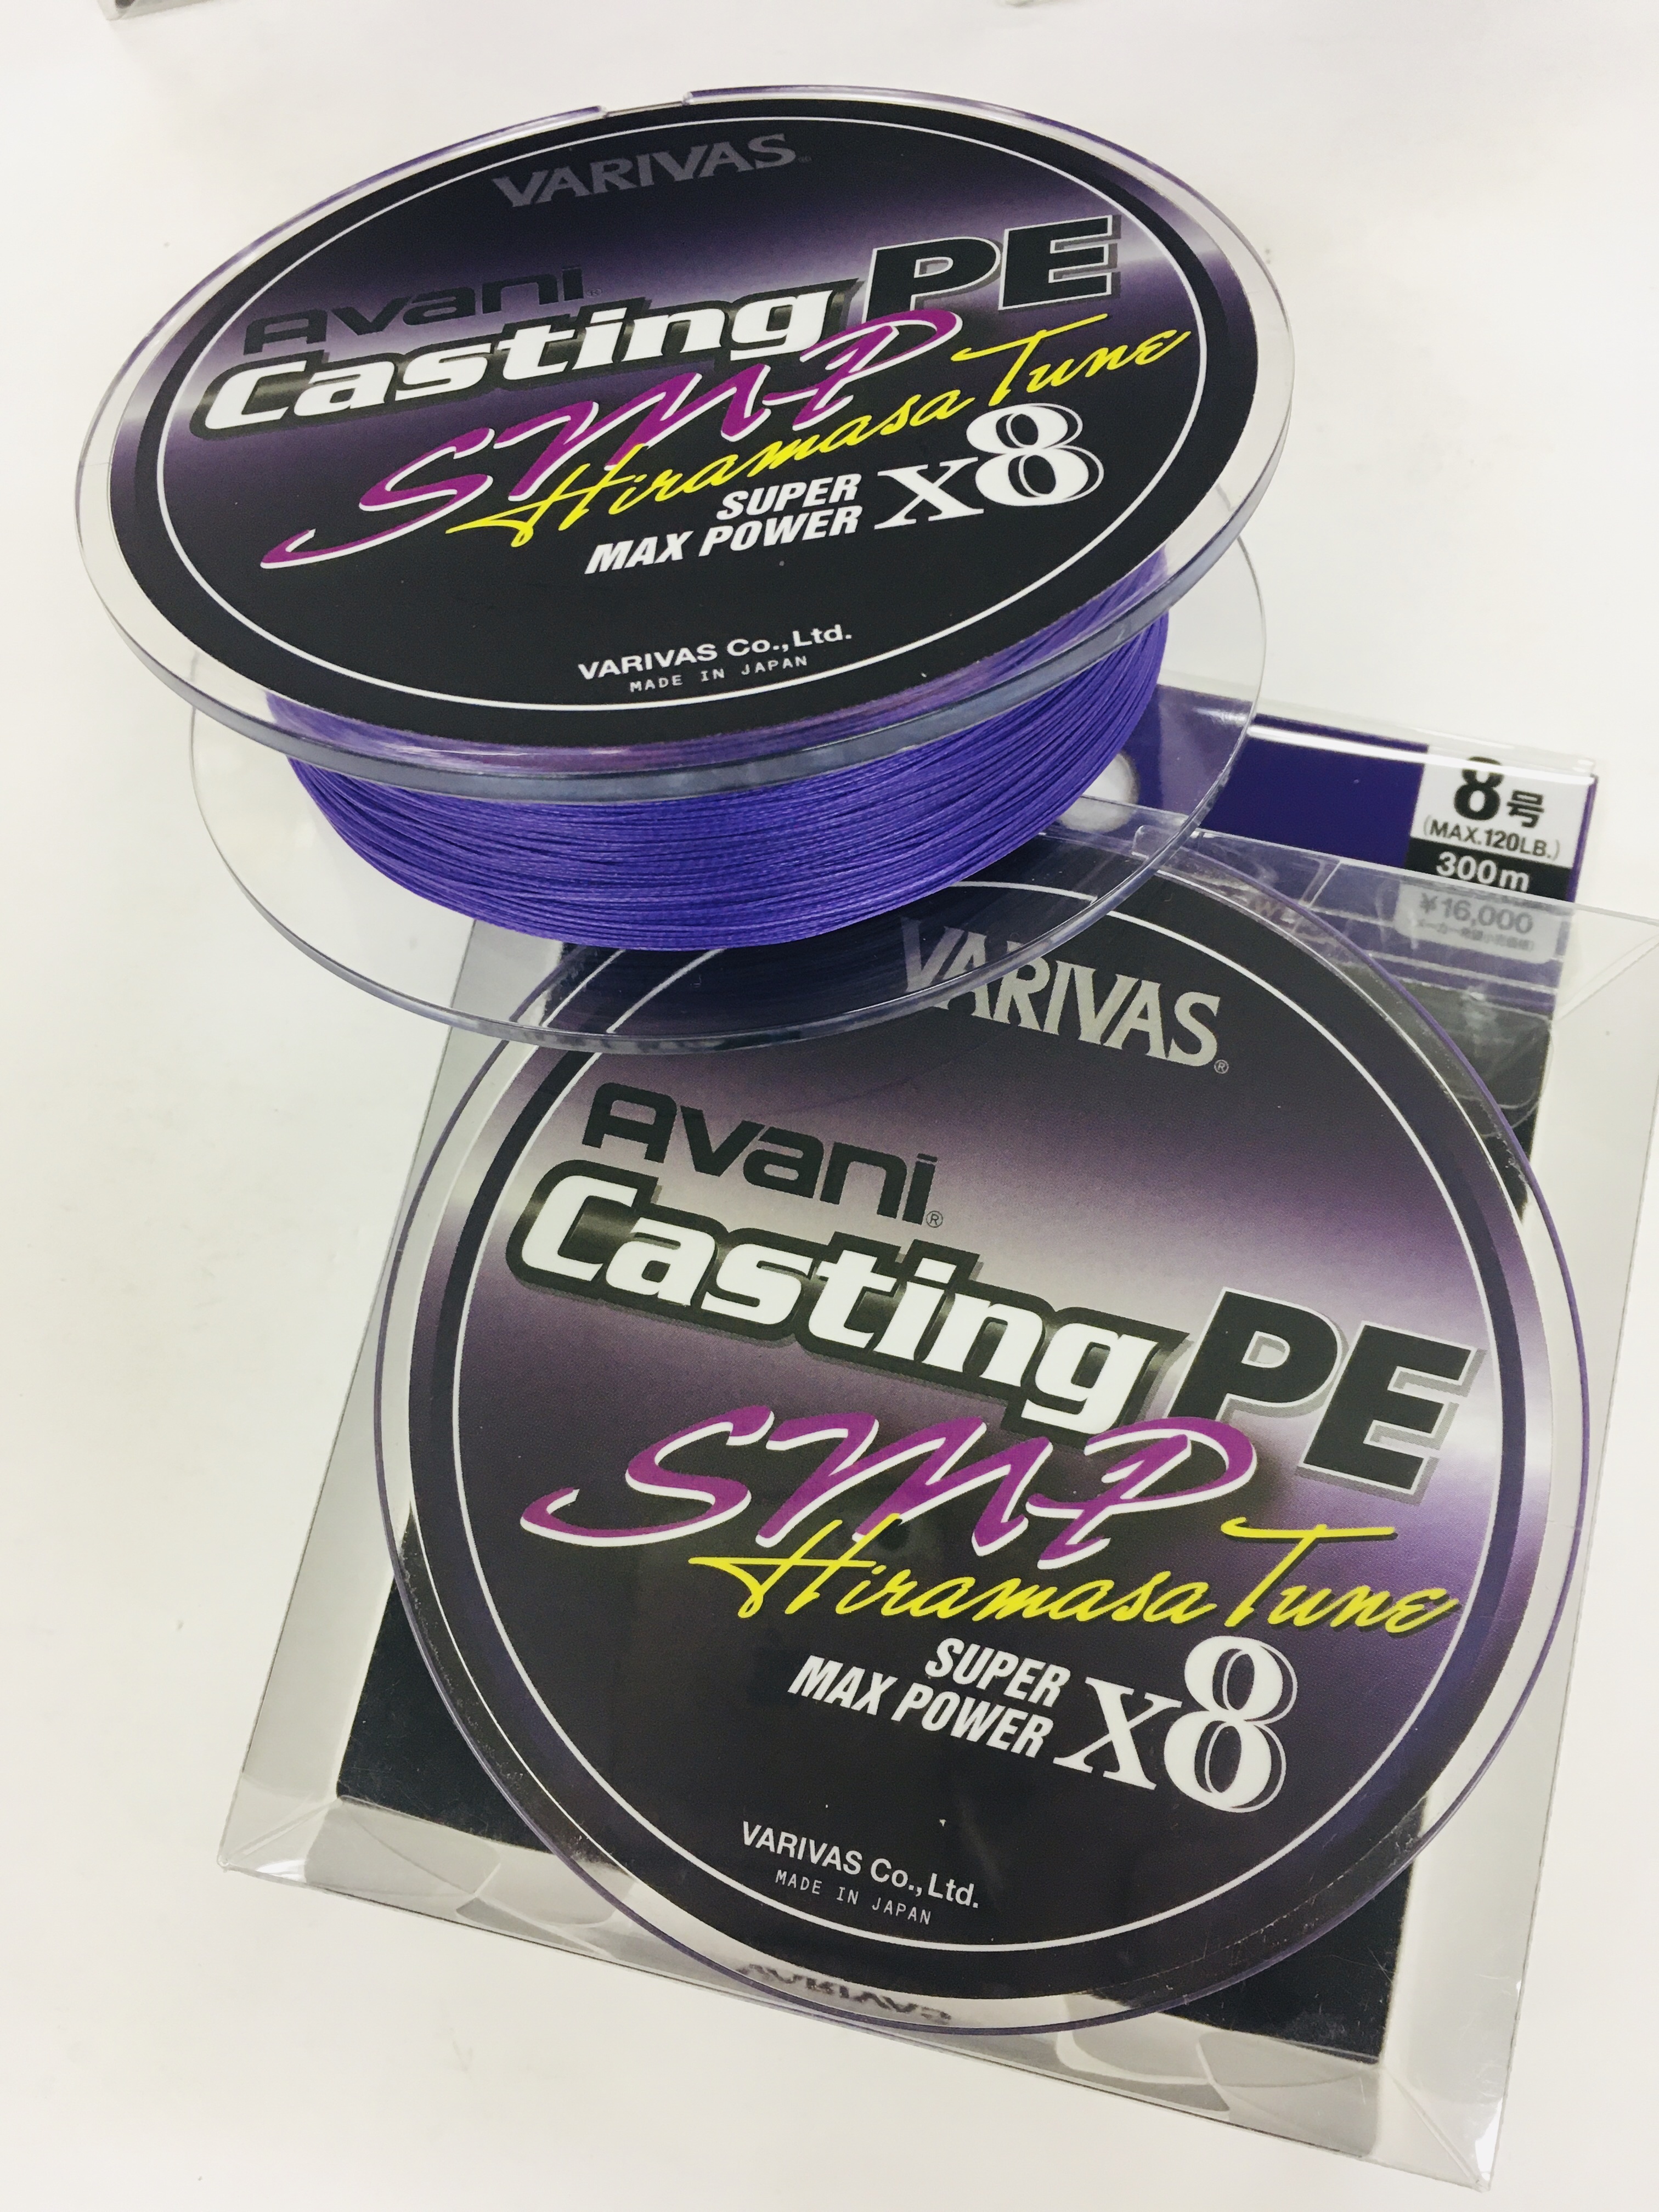 VARIVAS
Avani
Casting PE
SMP
Hiramasa Tune
SUPER
MAX POWER X8
VARIVAS Co.,Ltd.
MADE IN JAPAN
8号
(MAX.120LB.)
300m
¥16,000
VARIVAS®
Avani®
Casting PE
SMP
Hiramasa Tune
SUPER
MAX POWER X8
VARIVAS Co.,Ltd.
MADE IN JAPAN